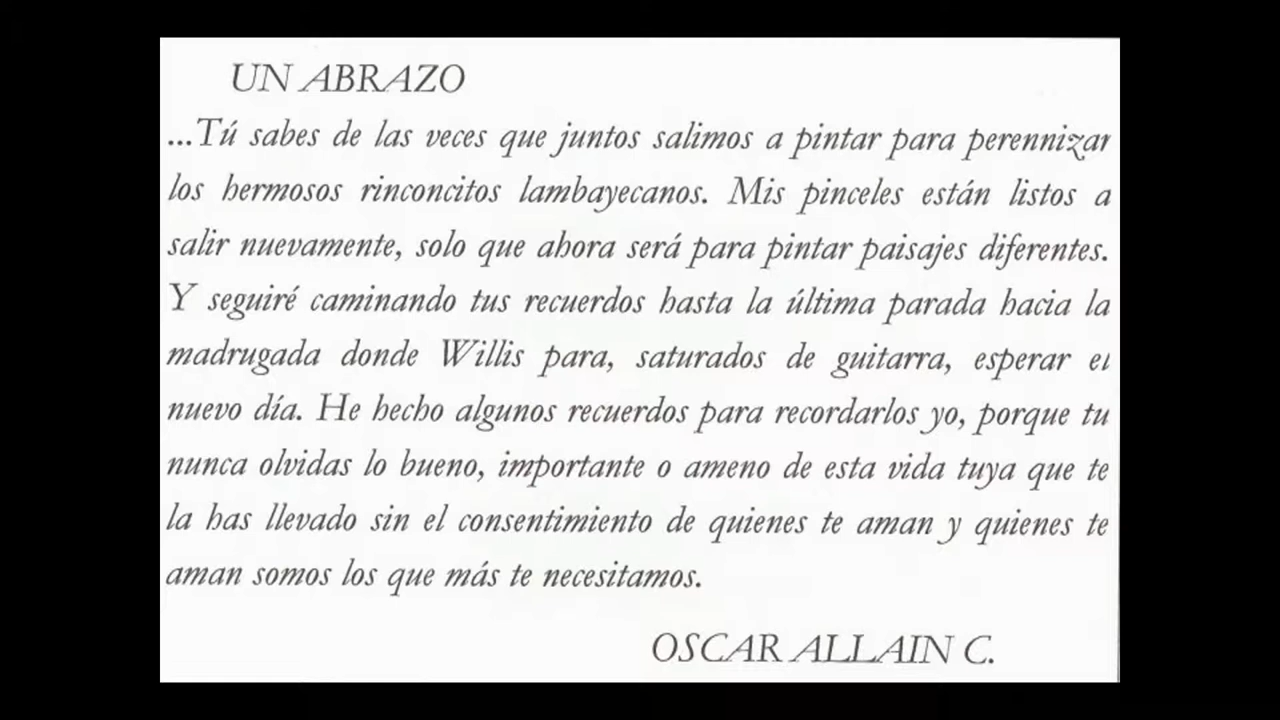 UN ABRAZO
...Tú sabes de las veces que juntos salimos a pintar para perennizar
los hermosos rinconcitos lambayecanos. Mis pinceles están listos a
salir nuevamente, solo que ahora será para pintar paisajes diferentes.
Y seguiré caminando tus recuerdos hasta la última parada hacia la
madrugada donde Willis para, saturados de guitarra, esperar el
nuevo día. He hecho algunos recuerdos para recordarlos yo, porque tu
nunca olvidas lo bueno, importante o ameno de esta vida tuya que te
la has llevado sin el consentimiento de quienes te aman y quienes te
aman somos los que más te necesitamos.
OSCAR ALLAIN C.